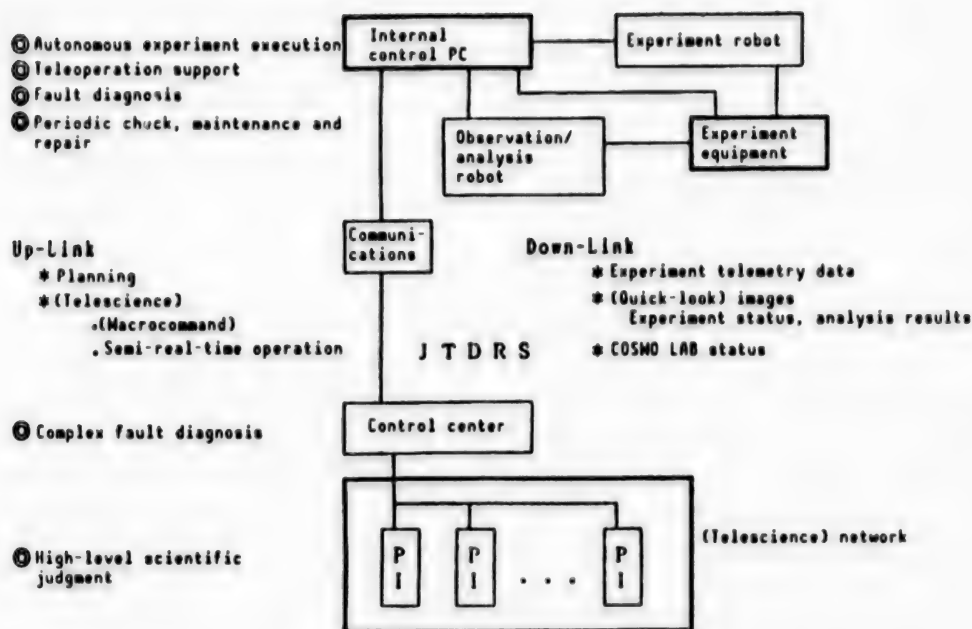 ◎ Autonomous experiment execution
◎ Teleoperation support
◎ Fault diagnosis
◎ Periodic chuck, maintenance and
repair
Internal
control PC
Experiment robot
Observation/
analysis
robot
Experiment
equipment
Communi-
cations
Up-Link
* Planning
* (Telescience)
.(Macrocommand)
. Semi-real-time operation
Down-Link
* Experiment telemetry data
* (Quick-look) images
Experiment status, analysis results
* COSMO LAB status
J T D R S
◎ Complex fault diagnosis
Control center
◎ High-level scientific
judgment
P
I
P
I
. . .
P
I
(Telescience) network